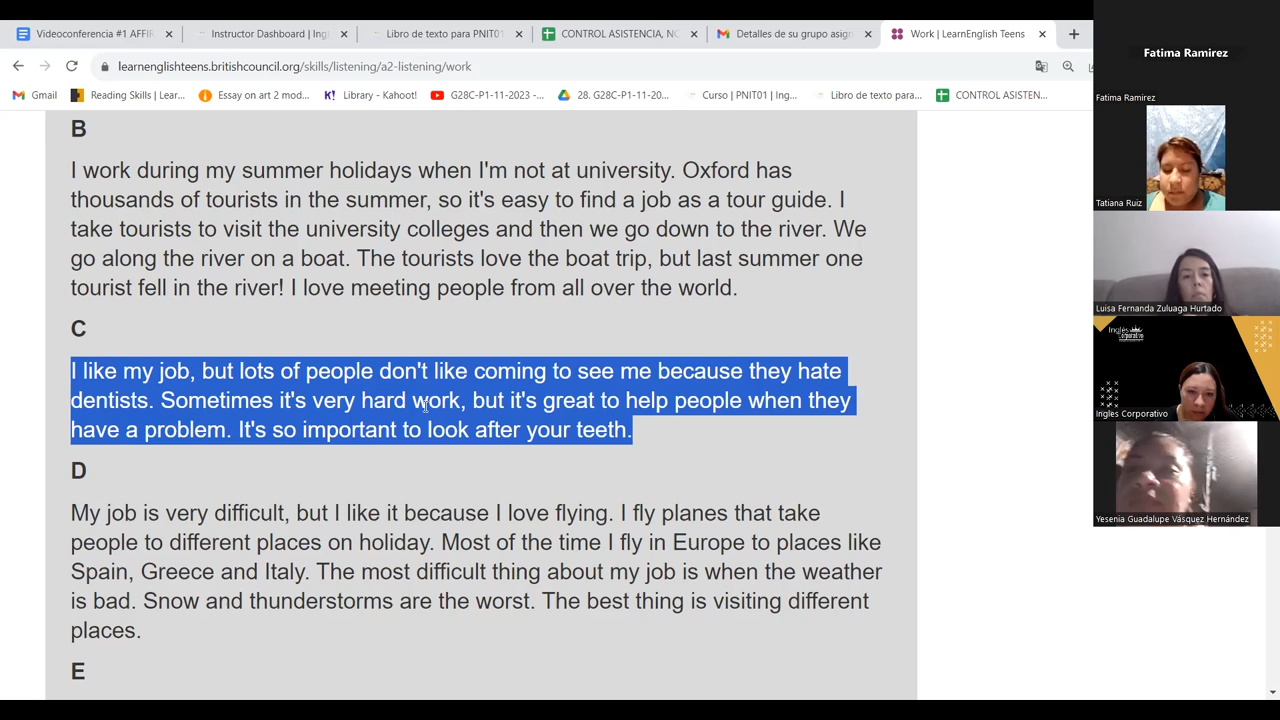 Videoconferencia #1 AFFIR
Instructor Dashboard | Ingl
Libro de texto para PNIT01
CONTROL ASISTENCIA, NO
Detalles de su grupo asign
Work | LearnEnglish Teens
learnenglishteens.britishcouncil.org/skills/listening/a2-listening/work
Gmail
Reading Skills | Lear...
Essay on art 2 mod...
Library - Kahoot!
G28C-P1-11-2023 -...
28. G28C-P1-11-20...
Curso | PNIT01 | Ing...
Libro de texto para...
CONTROL ASISTEN...
B
I work during my summer holidays when I'm not at university. Oxford has
thousands of tourists in the summer, so it's easy to find a job as a tour guide. I
take tourists to visit the university colleges and then we go down to the river. We
go along the river on a boat. The tourists love the boat trip, but last summer one
tourist fell in the river! I love meeting people from all over the world.
C
I like my job, but lots of people don't like coming to see me because they hate
dentists. Sometimes it's very hard work, but it's great to help people when they
have a problem. It's so important to look after your teeth.
D
My job is very difficult, but I like it because I love flying. I fly planes that take
people to different places on holiday. Most of the time I fly in Europe to places like
Spain, Greece and Italy. The most difficult thing about my job is when the weather
is bad. Snow and thunderstorms are the worst. The best thing is visiting different
places.
E
Fatima Ramirez
Fatima Ramirez
Tatiana Ruiz
Luisa Fernanda Zuluaga Hurtado
Inglés
Corporativo
Ingles Corporativo
Yesenia Guadalupe Vásquez Hernández